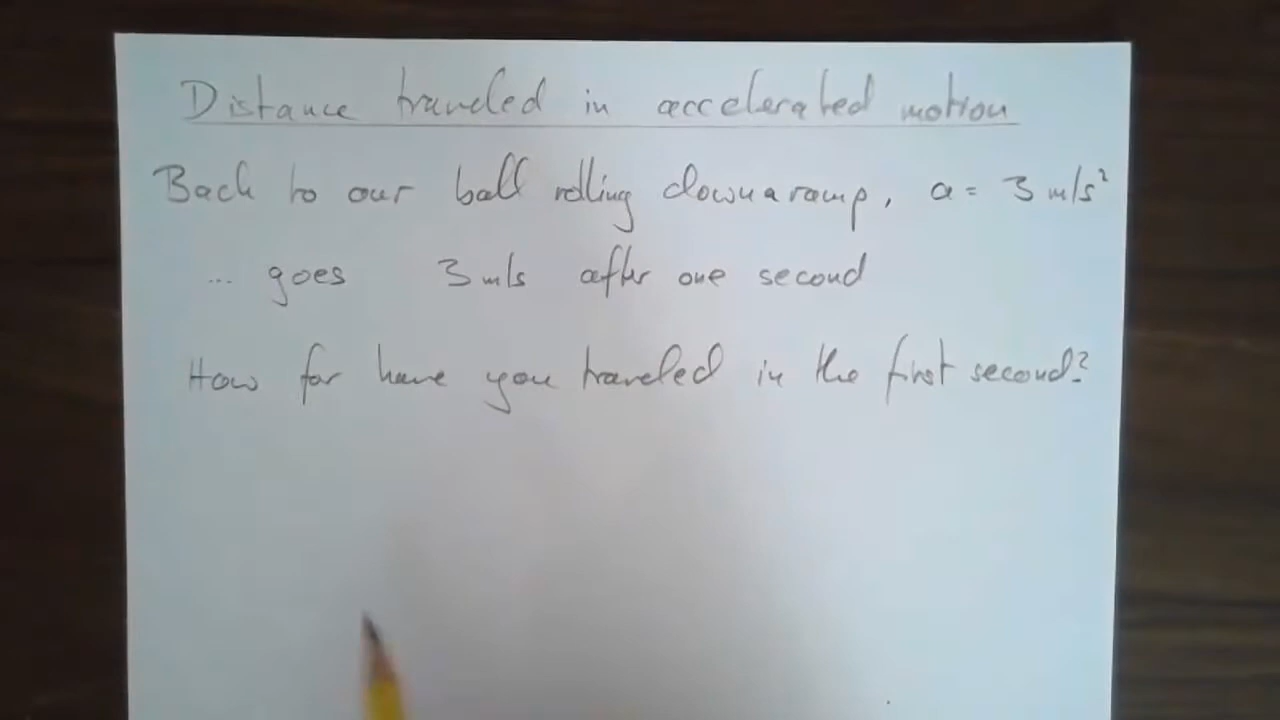 Distance traveled in accelerated motion
Back to our ball rolling down a ramp, a = 3 m/s²
... goes 3 m/s after one second
How far have you traveled in the first second?